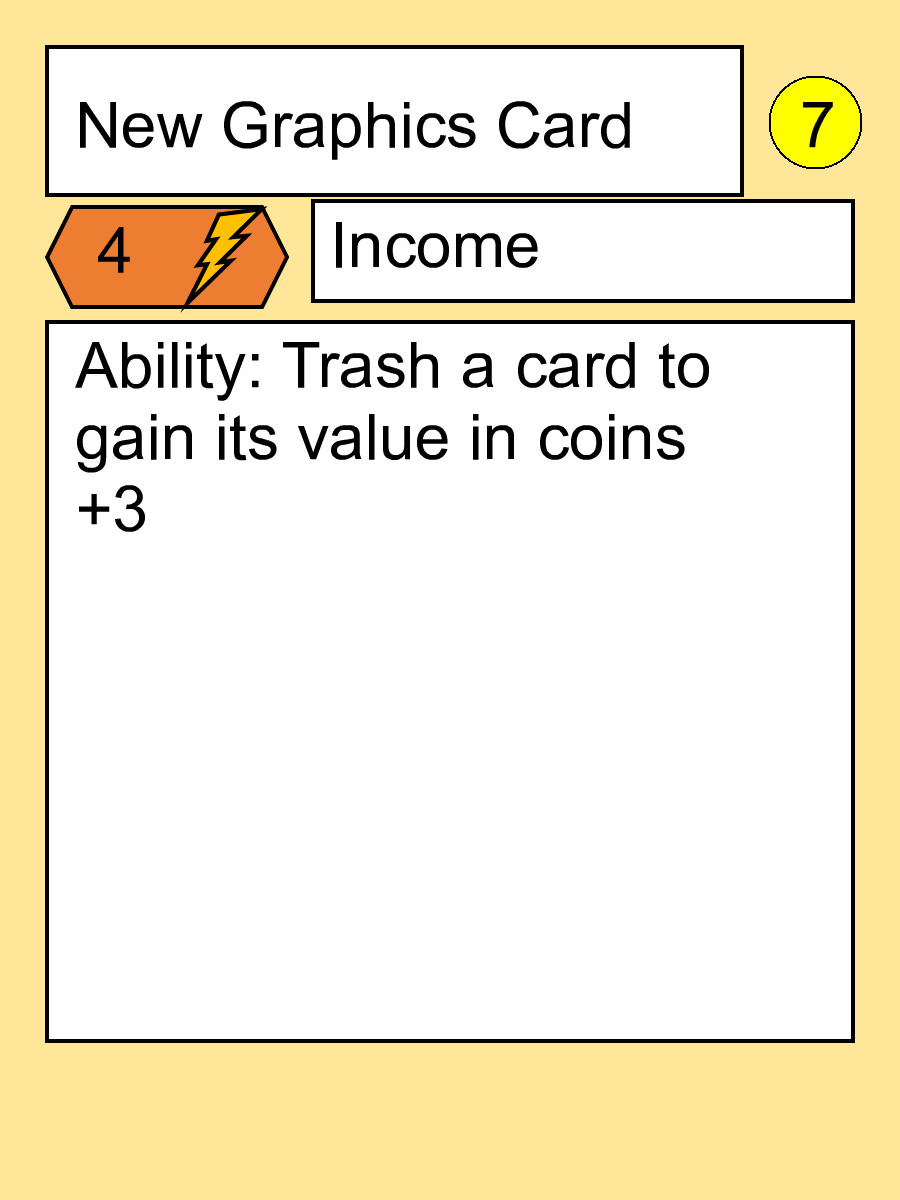 New Graphics Card
7
4
Income
Ability: Trash a card to
gain its value in coins
+3